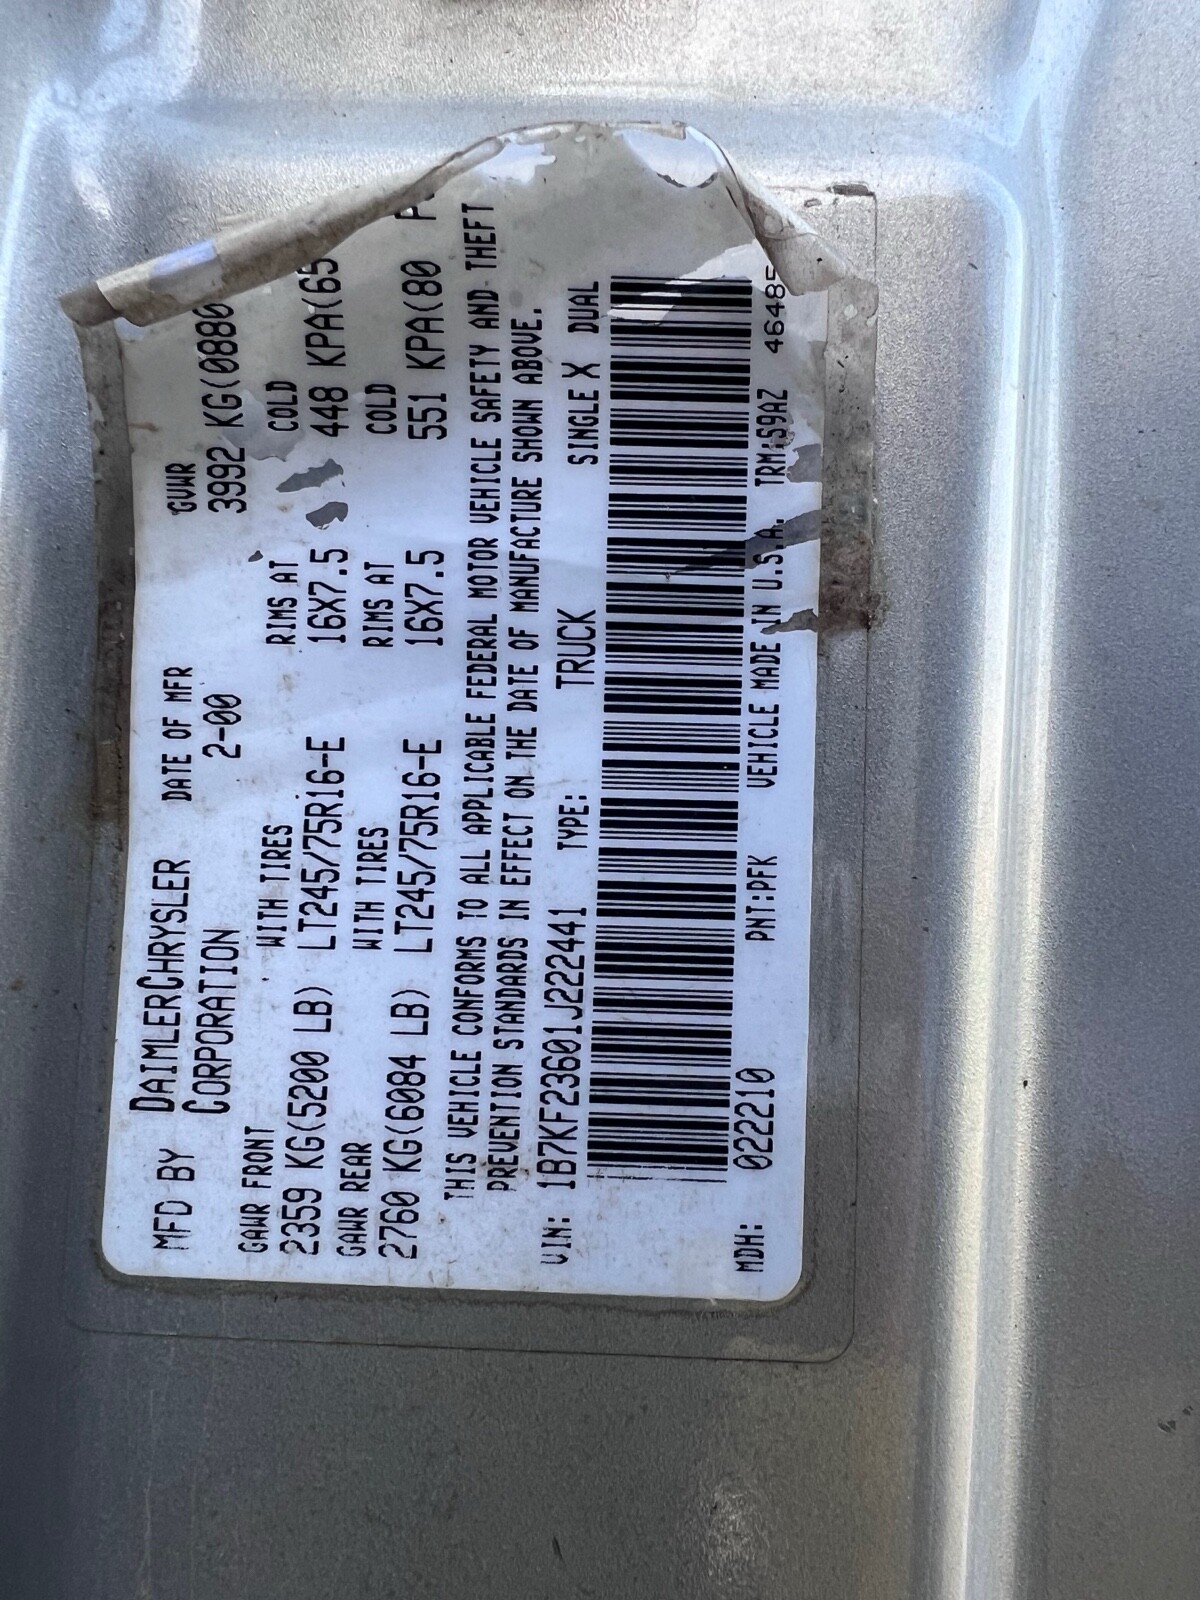 MFD BY DAIMLERCHRYSLER CORPORATION
DATE OF MFR 2-00
GVWR 3992 KG(0880
GAWR FRONT WITH TIRES RIMS AT COLD
2359 KG(5200 LB) LT245/75R16-E 16X7.5 448 KPA(65
GAWR REAR WITH TIRES RIMS AT COLD
2760 KG(6084 LB) LT245/75R16-E 16X7.5 551 KPA(80 P
THIS VEHICLE CONFORMS TO ALL APPLICABLE FEDERAL MOTOR VEHICLE SAFETY AND THEFT
PREVENTION STANDARDS IN EFFECT ON THE DATE OF MANUFACTURE SHOWN ABOVE.
VIN: 1B7KF23601J222441 TYPE: TRUCK SINGLE X DUAL
MDH: 022210 PNT:PFK VEHICLE MADE IN U.S.A. TRM:S9AZ 46485